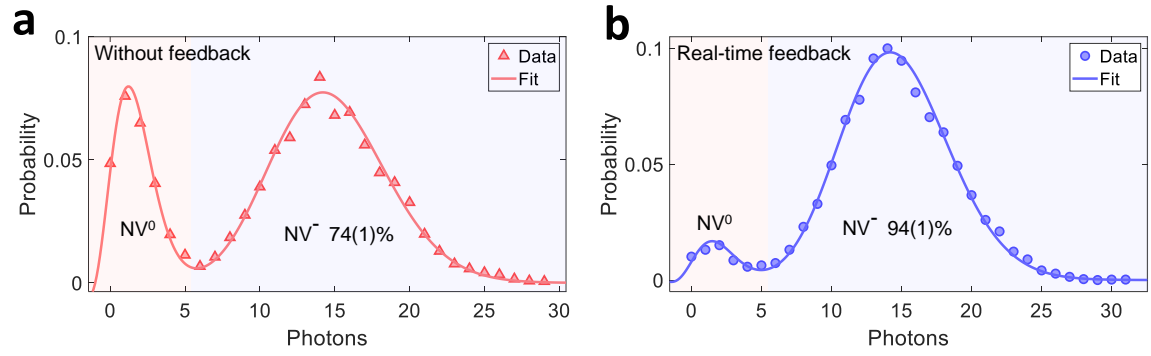 a
Without feedback
Data
Fit
0.1
0.05
0
Probability
NV⁰
NV⁻ 74(1)%
0 5 10 15 20 25 30
Photons
b
Real-time feedback
Data
Fit
0.1
0.05
0
Probability
NV⁰
NV⁻ 94(1)%
0 5 10 15 20 25 30
Photons